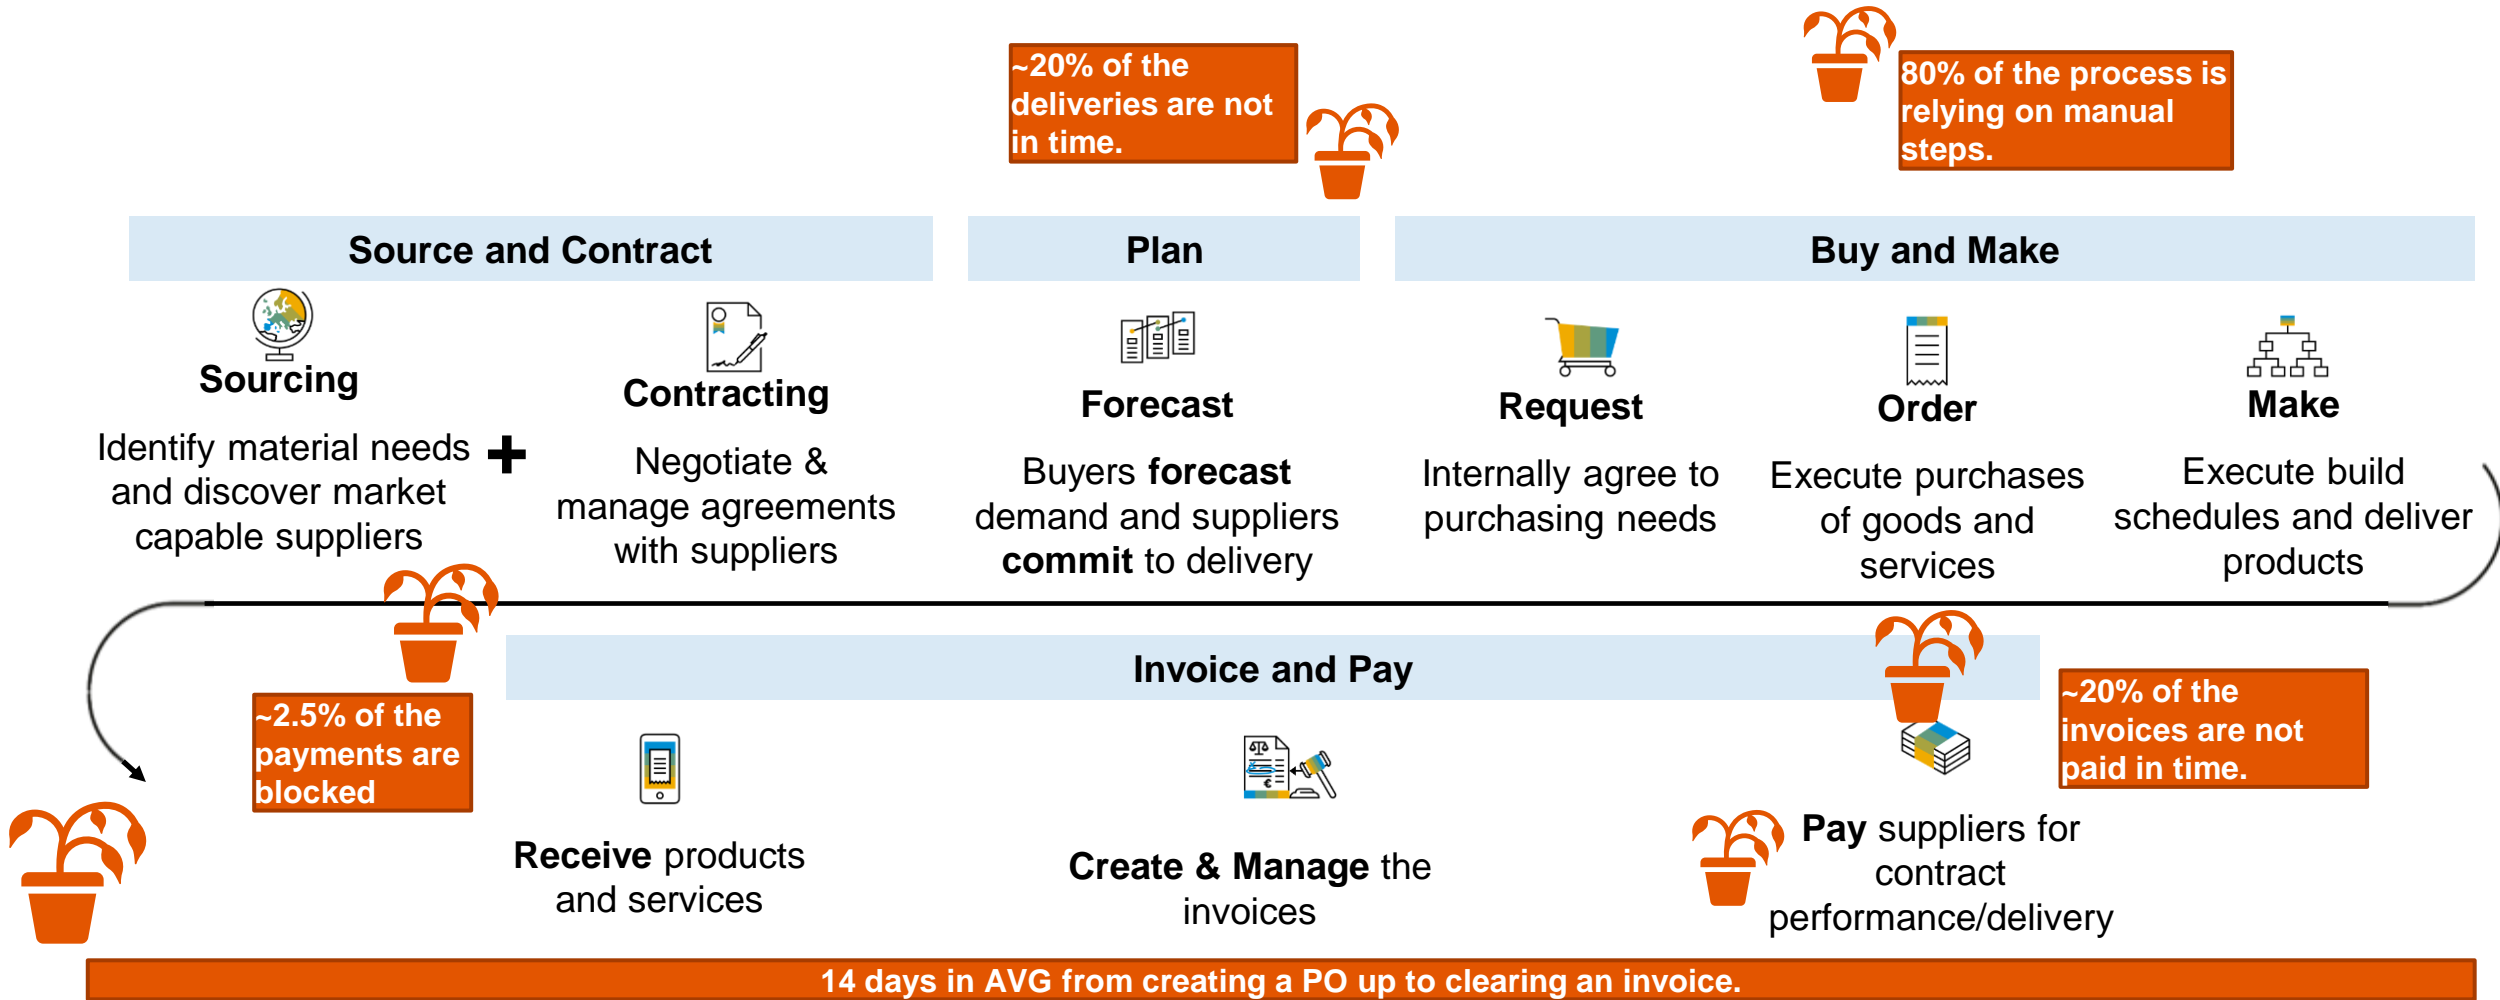 ~20% of the
deliveries are not
in time.
80% of the process is
relying on manual
steps.
Source and Contract
Plan
Buy and Make
Sourcing
Identify material needs
and discover market
capable suppliers
Contracting
Negotiate &
manage agreements
with suppliers
Forecast
Buyers forecast
demand and suppliers
commit to delivery
Request
Internally agree to
purchasing needs
Order
Execute purchases
of goods and
services
Make
Execute build
schedules and deliver
products
Invoice and Pay
~2.5% of the
payments are
blocked
Receive products
and services
Create & Manage the
invoices
~20% of the
invoices are not
paid in time.
Pay suppliers for
contract
performance/delivery
14 days in AVG from creating a PO up to clearing an invoice.